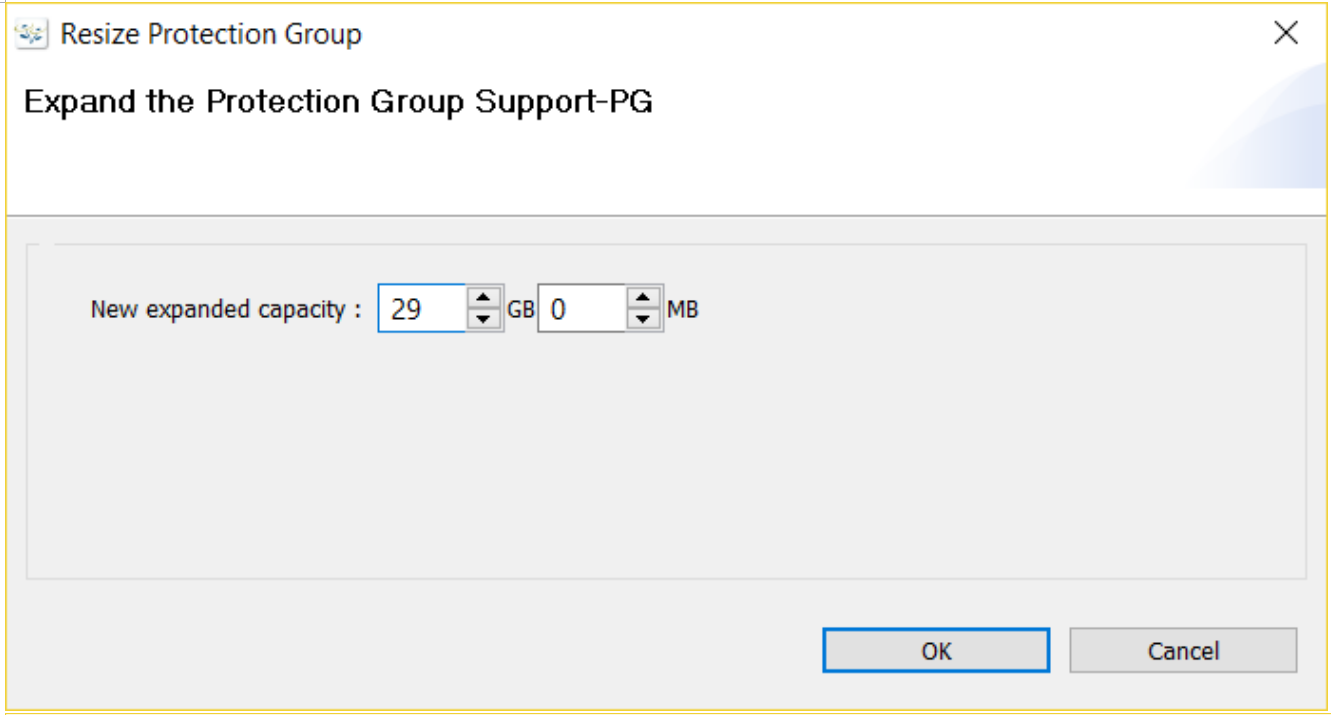 Resize Protection Group
Expand the Protection Group Support-PG
New expanded capacity : 29 GB 0 MB
OK Cancel